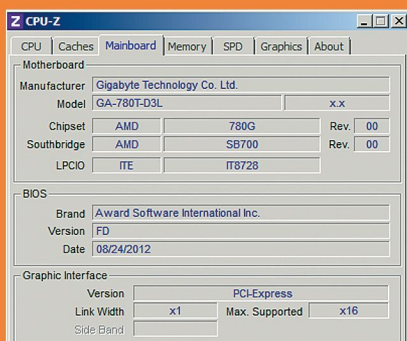 Z CPU-Z
CPU Caches Mainboard Memory SPD Graphics About
Motherboard
Manufacturer Gigabyte Technology Co. Ltd.
Model GA-780T-D3L x.x
Chipset AMD 780G Rev. 00
Southbridge AMD SB700 Rev. 00
LPCIO ITE IT8728
BIOS
Brand Award Software International Inc.
Version FD
Date 08/24/2012
Graphic Interface
Version PCI-Express
Link Width x1 Max. Supported x16
Side Band